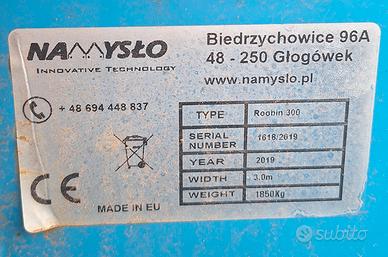 NAMYSŁO
INNOVATIVE TECHNOLOGY
Biedrzychowice 96A
48 - 250 Głogówek
www.namyslo.pl
+ 48 694 448 837
TYPE Roobin 300
SERIAL NUMBER 1618/2019
YEAR 2019
WIDTH 3.0m
WEIGHT 1850Kg
CE
MADE IN EU
subito